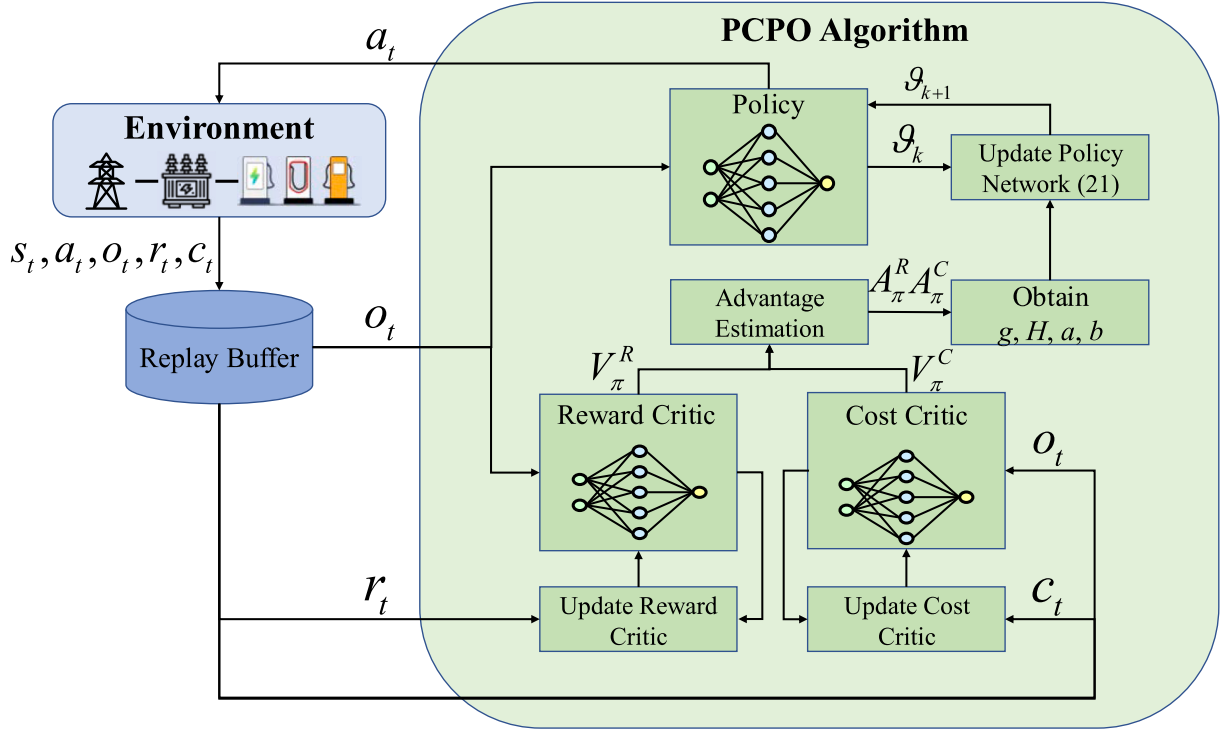 PCPO Algorithm
a_t
Environment
s_t, a_t, o_t, r_t, c_t
Replay Buffer
o_t
Policy
ϑ_{k+1}
ϑ_k
Update Policy
Network (21)
Advantage
Estimation
A_π^R A_π^C
Obtain
g, H, a, b
V_π^R
V_π^C
Reward Critic
Cost Critic
o_t
r_t
Update Reward
Critic
Update Cost
Critic
c_t